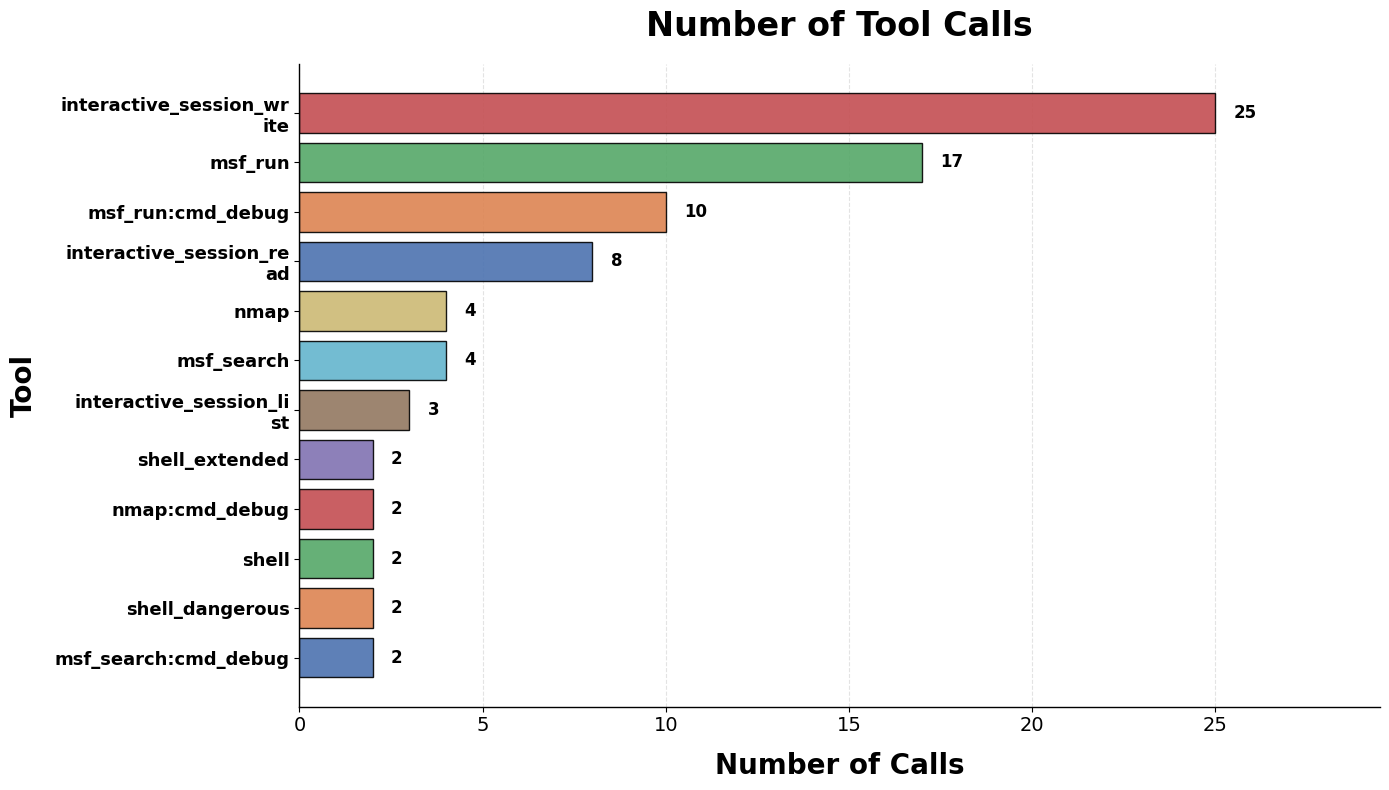 Number of Tool Calls
interactive_session_wr
ite
25
msf_run
17
msf_run:cmd_debug
10
interactive_session_re
ad
8
nmap
4
msf_search
4
interactive_session_li
st
3
shell_extended
2
nmap:cmd_debug
2
shell
2
shell_dangerous
2
msf_search:cmd_debug
2
Tool
0
5
10
15
20
25
Number of Calls